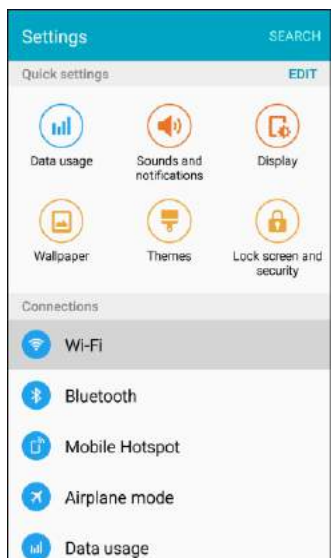 Settings SEARCH
Quick settings EDIT
Data usage
Sounds and
notifications
Display
Wallpaper
Themes
Lock screen and
security
Connections
Wi-Fi
Bluetooth
Mobile Hotspot
Airplane mode
Data usage